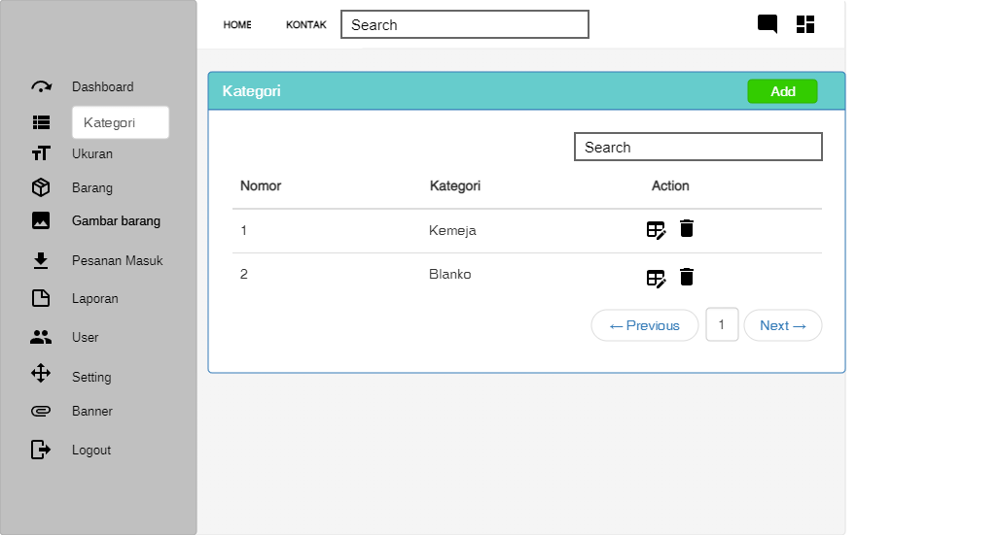 HOME KONTAK Search
Dashboard
Kategori
Ukuran
Barang
Gambar barang
Pesanan Masuk
Laporan
User
Setting
Banner
Logout
Kategori Add
Search
Nomor Kategori Action
1 Kemeja
2 Blanko
← Previous 1 Next →